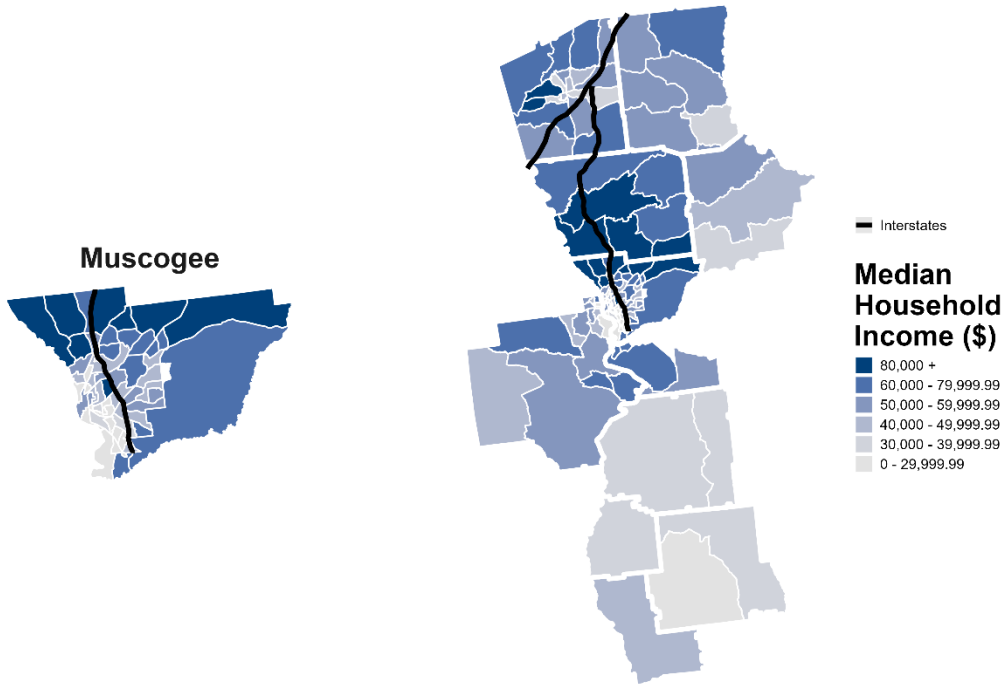 Muscogee
Interstates
Median
Household
Income ($)
80,000 +
60,000 - 79,999.99
50,000 - 59,999.99
40,000 - 49,999.99
30,000 - 39,999.99
0 - 29,999.99